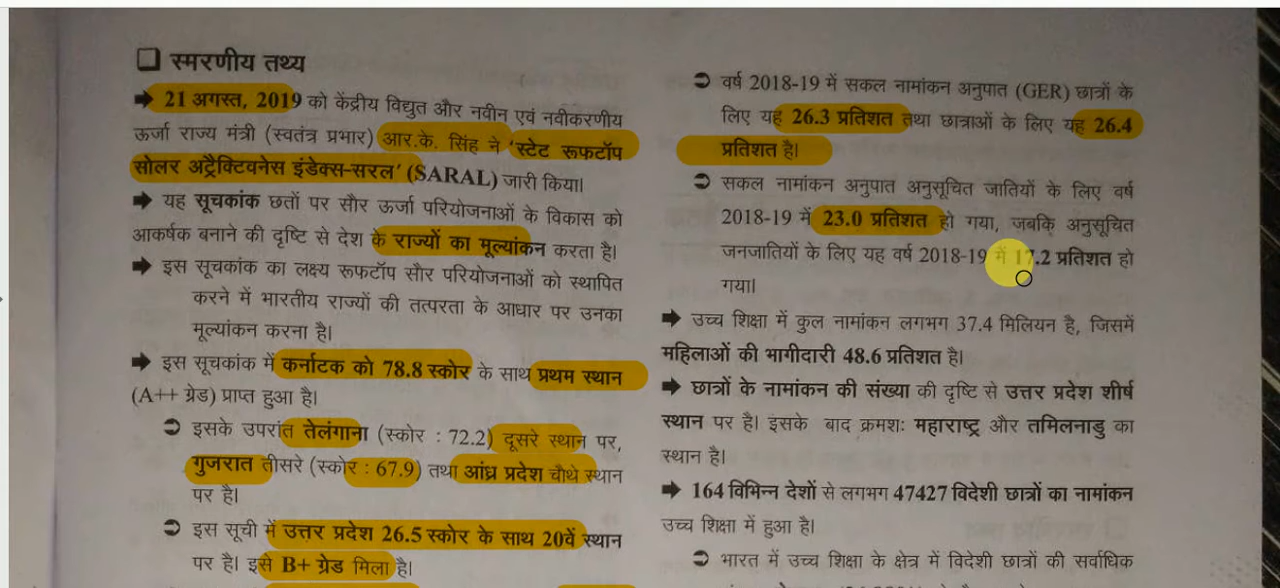 ❑ स्मरणीय तथ्य
➡ 21 अगस्त, 2019 को केंद्रीय विद्युत और नवीन एवं नवीकरणीय
ऊर्जा राज्य मंत्री (स्वतंत्र प्रभार) आर.के. सिंह ने 'स्टेट रूफटॉप
सोलर अट्रैक्टिवनेस इंडेक्स-सरल' (SARAL) जारी किया।
➡ यह सूचकांक छतों पर सौर ऊर्जा परियोजनाओं के विकास को
आकर्षक बनाने की दृष्टि से देश के राज्यों का मूल्यांकन करता है।
➡ इस सूचकांक का लक्ष्य रूफटॉप सौर परियोजनाओं को स्थापित
करने में भारतीय राज्यों की तत्परता के आधार पर उनका
मूल्यांकन करना है।
➡ इस सूचकांक में कर्नाटक को 78.8 स्कोर के साथ प्रथम स्थान
(A++ ग्रेड) प्राप्त हुआ है।
➲ इसके उपरांत तेलंगाना (स्कोर : 72.2) दूसरे स्थान पर,
गुजरात तीसरे (स्कोर : 67.9) तथा आंध्र प्रदेश चौथे स्थान
पर है।
➲ इस सूची में उत्तर प्रदेश 26.5 स्कोर के साथ 20वें स्थान
पर है। इसे B+ ग्रेड मिला है।
➲ वर्ष 2018-19 में सकल नामांकन अनुपात (GER) छात्रों के
लिए यह 26.3 प्रतिशत तथा छात्राओं के लिए यह 26.4
प्रतिशत है।
➲ सकल नामांकन अनुपात अनुसूचित जातियों के लिए वर्ष
2018-19 में 23.0 प्रतिशत हो गया, जबकि अनुसूचित
जनजातियों के लिए यह वर्ष 2018-19 में 17.2 प्रतिशत हो
गया।
➡ उच्च शिक्षा में कुल नामांकन लगभग 37.4 मिलियन है, जिसमें
महिलाओं की भागीदारी 48.6 प्रतिशत है।
➡ छात्रों के नामांकन की संख्या की दृष्टि से उत्तर प्रदेश शीर्ष
स्थान पर है। इसके बाद क्रमशः महाराष्ट्र और तमिलनाडु का
स्थान है।
➡ 164 विभिन्न देशों से लगभग 47427 विदेशी छात्रों का नामांकन
उच्च शिक्षा में हुआ है।
➲ भारत में उच्च शिक्षा के क्षेत्र में विदेशी छात्रों की सर्वाधिक